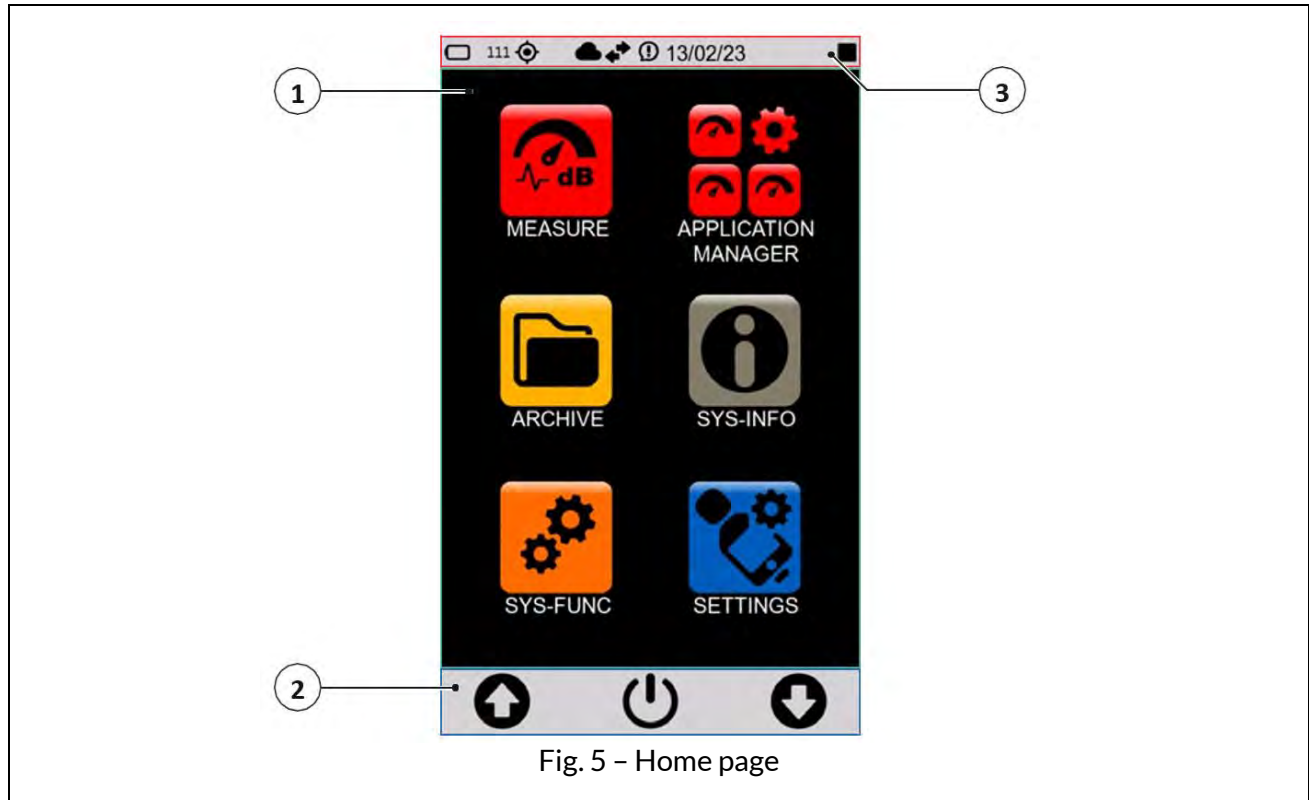 111 13/02/23
1
3
dB
MEASURE
APPLICATION
MANAGER
ARCHIVE
SYS-INFO
SYS-FUNC
SETTINGS
2
Fig. 5 – Home page